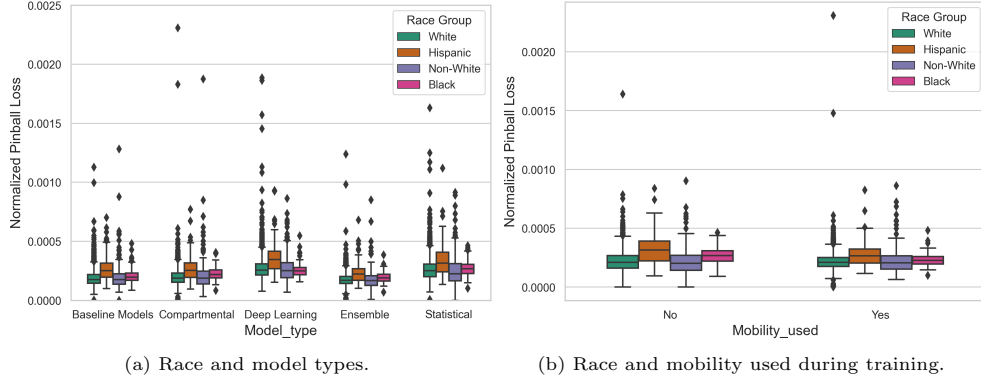 0.0025
0.0020
0.0015
0.0010
0.0005
0.0000
Normalized Pinball Loss
Race Group
White
Hispanic
Non-White
Black
Baseline Models Compartmental Deep Learning Ensemble Statistical
Model_type
(a) Race and model types.
0.0020
0.0015
0.0010
0.0005
0.0000
Normalized Pinball Loss
Race Group
White
Hispanic
Non-White
Black
No Yes
Mobility_used
(b) Race and mobility used during training.